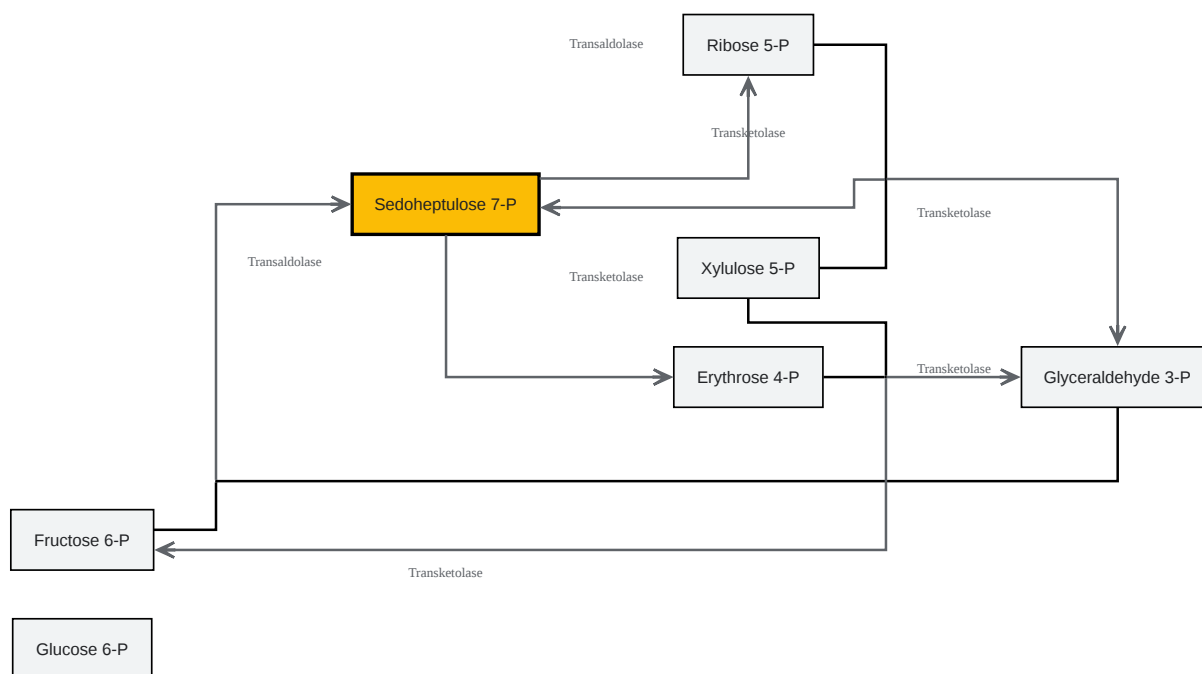 Transaldolase
Ribose 5-P
Transketolase
Sedoheptulose 7-P
Transketolase
Transaldolase
Transketolase
Xylulose 5-P
Erythrose 4-P
Transketolase
Glyceraldehyde 3-P
Fructose 6-P
Transketolase
Glucose 6-P